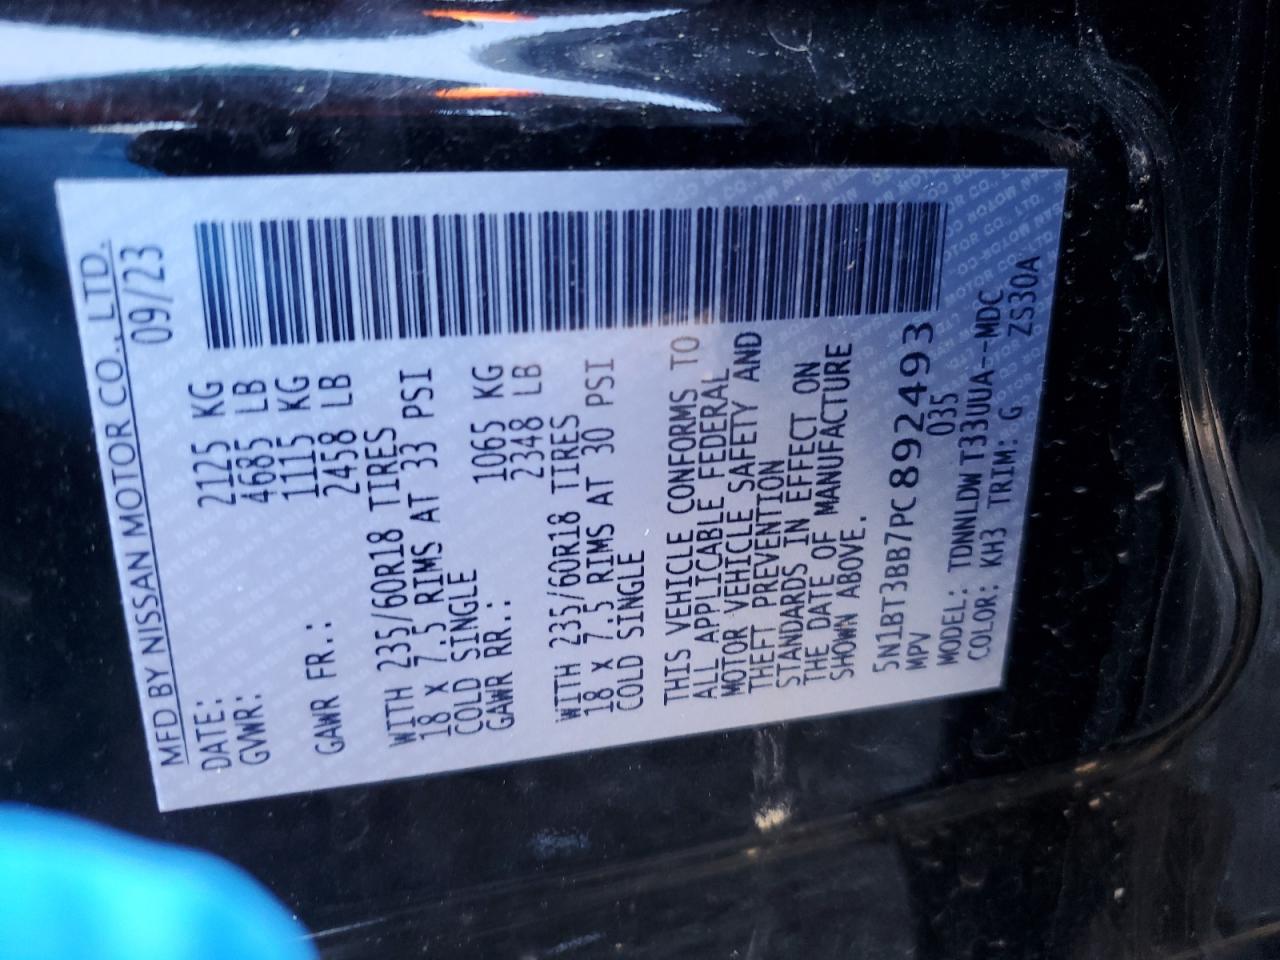 MFD BY NISSAN MOTOR CO.,LTD.
DATE: 09/23
GVWR: 2125 KG
4685 LB
GAWR FR.: 1115 KG
2458 LB
WITH 235/60R18 TIRES
18 X 7.5 RIMS AT 33 PSI
COLD SINGLE
GAWR RR.: 1065 KG
2348 LB
WITH 235/60R18 TIRES
18 X 7.5 RIMS AT 30 PSI
COLD SINGLE
THIS VEHICLE CONFORMS TO
ALL APPLICABLE FEDERAL
MOTOR VEHICLE SAFETY AND
THEFT PREVENTION
STANDARDS IN EFFECT ON
THE DATE OF MANUFACTURE
SHOWN ABOVE.
5N1BT3BB7PC892493
MPV 035
MODEL: TDNNLDW T33UUA--MDC
COLOR: KH3 TRIM: G ZS30A